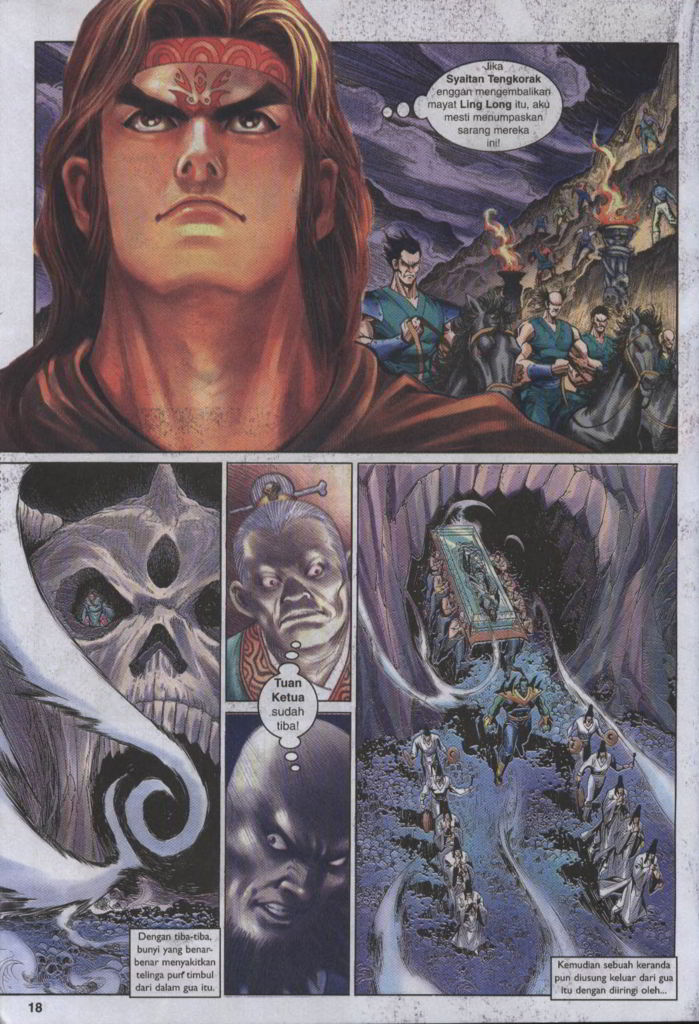 Jika
Syaitan Tengkorak
enggan mengembalikan
mayat Ling Long itu, aku
mesti menumpaskan
sarang mereka
ini!
Tuan
Ketua
sudah
tiba!
Dengan tiba-tiba,
bunyi yang benar-
benar menyakitkan
telinga pun timbul
dari dalam gua itu.
Kemudian sebuah keranda
pun diusung keluar dari gua
itu dengan diiringi oleh...
18